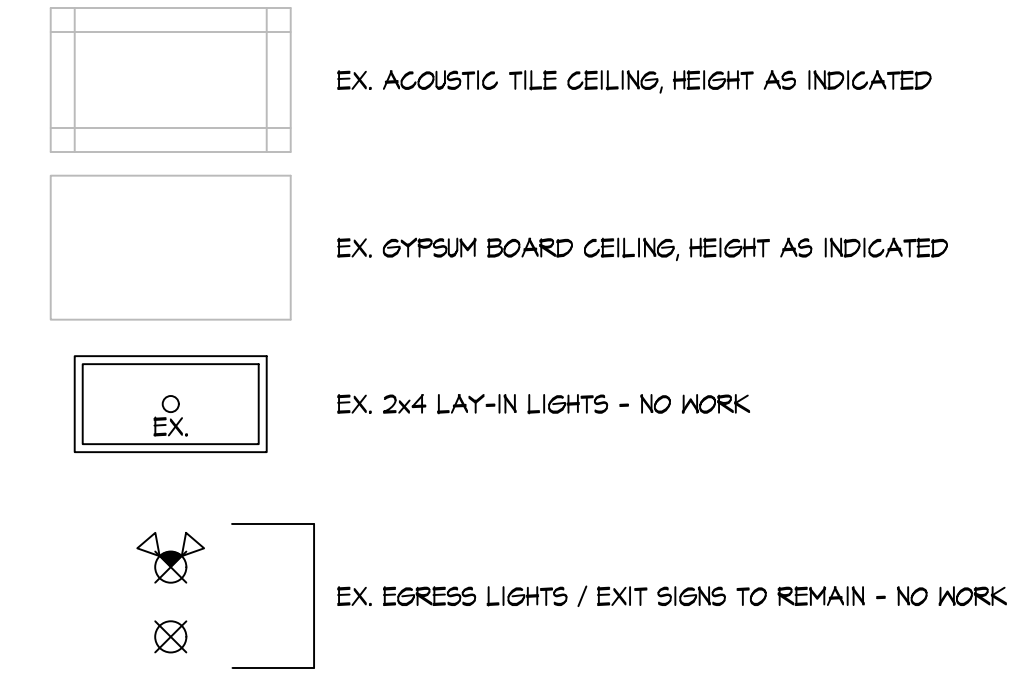 EX. ACOUSTIC TILE CEILING, HEIGHT AS INDICATED
EX. GYPSUM BOARD CEILING, HEIGHT AS INDICATED
EX.
EX. 2x4 LAY-IN LIGHTS - NO WORK
EX. EGRESS LIGHTS / EXIT SIGNS TO REMAIN - NO WORK